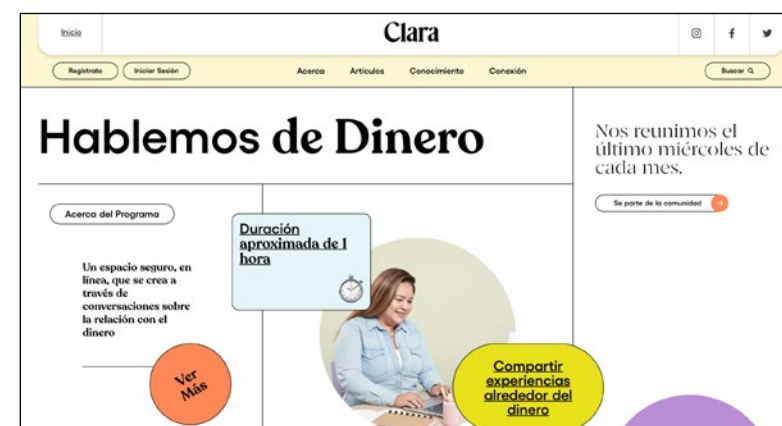 Inicio
Clara
Registrate
Iniciar Sesión
Acerca
Artículos
Conocimiento
Conexión
Buscar
Hablemos de Dinero
Nos reunimos el
último miércoles de
cada mes.
Se parte de la comunidad
Acerca del Programa
Un espacio seguro, en
línea, que se crea a
través de
conversaciones sobre
la relación con el
dinero
Ver
Más
Duración
aproximada de 1
hora
Compartir
experiencias
alrededor del
dinero